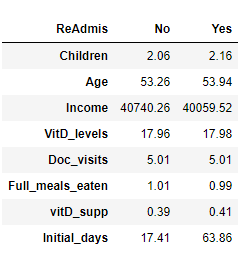 ReAdmis No Yes
Children 2.06 2.16
Age 53.26 53.94
Income 40740.26 40059.52
VitD_levels 17.96 17.98
Doc_visits 5.01 5.01
Full_meals_eaten 1.01 0.99
vitD_supp 0.39 0.41
Initial_days 17.41 63.86